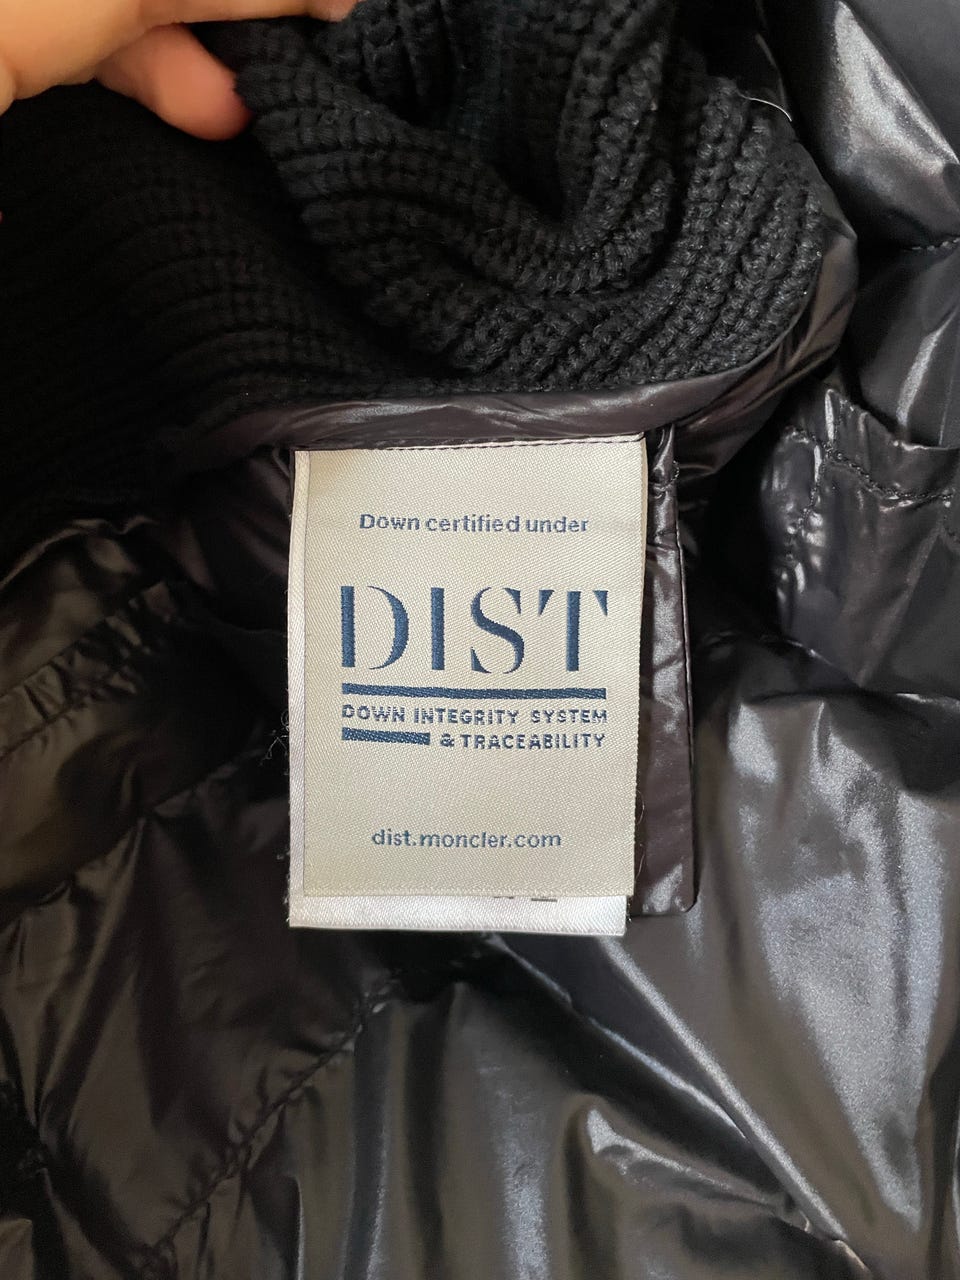 Down certified under
DIST
DOWN INTEGRITY SYSTEM
& TRACEABILITY
dist.moncler.com